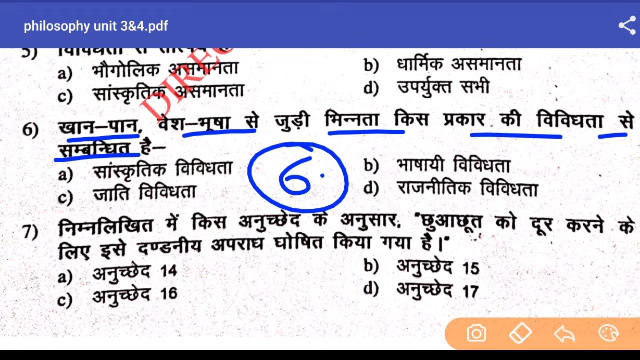 philosophy unit 3&4.pdf
5)
a) भौगोलिक असमानता b) धार्मिक असमानता
c) सांस्कृतिक असमानता d) उपर्युक्त सभी
6) खान-पान, वेश-भूषा से जुड़ी भिन्नता किस प्रकार की विविधता से
सम्बन्धित है–
a) सांस्कृतिक विविधता b) भाषायी विविधता
c) जाति विविधता d) राजनीतिक विविधता
6.
7) निम्नलिखित में किस अनुच्छेद के अनुसार, "छुआछूत को दूर करने के
लिए इसे दण्डनीय अपराध घोषित किया गया है।"
a) अनुच्छेद 14 b) अनुच्छेद 15
c) अनुच्छेद 16 d) अनुच्छेद 17